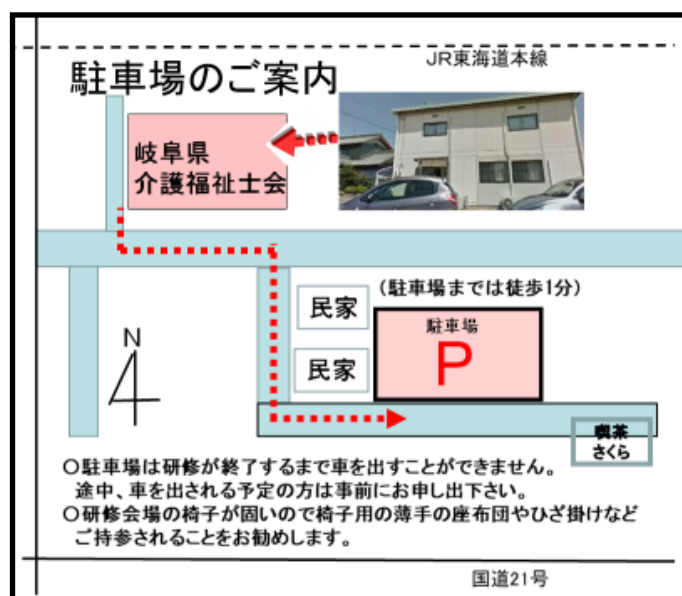 JR東海道本線
駐車場のご案内
岐阜県
介護福祉士会
(駐車場までは徒歩1分)
民家
駐車場
P
民家
N
喫茶
さくら
○駐車場は研修が終了するまで車を出すことができません。
途中、車を出される予定の方は事前にお申し出下さい。
○研修会場の椅子が固いので椅子用の薄手の座布団やひざ掛けなど
ご持参されることをお勧めします。
国道21号